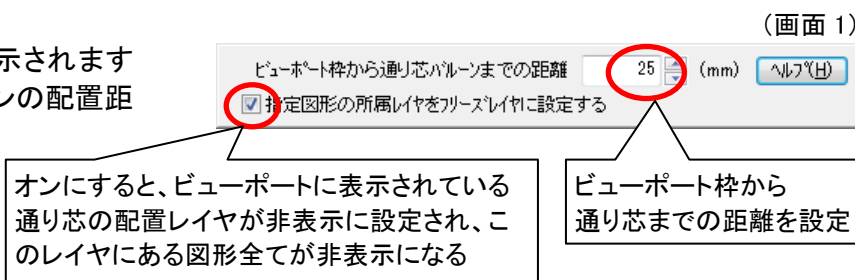 (画面 1)
示されます
ンの配置距
ビューポート枠から通り芯バルーンまでの距離 25 (mm) ヘルプ(H)
指定図形の所属レイヤをフリーズレイヤに設定する
オンにすると、ビューポートに表示されている
通り芯の配置レイヤが非表示に設定され、こ
のレイヤにある図形全てが非表示になる
ビューポート枠から
通り芯までの距離を設定